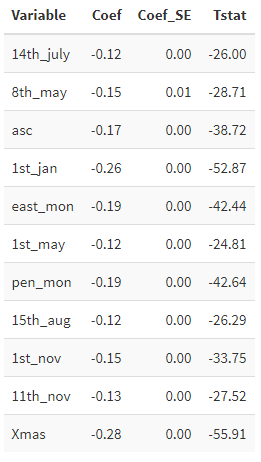 Variable Coef Coef_SE Tstat
14th_july -0.12 0.00 -26.00
8th_may -0.15 0.01 -28.71
asc -0.17 0.00 -38.72
1st_jan -0.26 0.00 -52.87
east_mon -0.19 0.00 -42.44
1st_may -0.12 0.00 -24.81
pen_mon -0.19 0.00 -42.64
15th_aug -0.12 0.00 -26.29
1st_nov -0.15 0.00 -33.75
11th_nov -0.13 0.00 -27.52
Xmas -0.28 0.00 -55.91